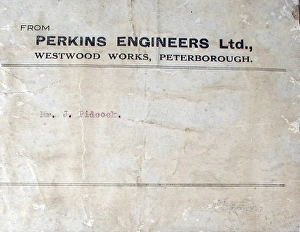 FROM
PERKINS ENGINEERS Ltd.,
WESTWOOD WORKS, PETERBOROUGH.
Mr. J. Pidcock.